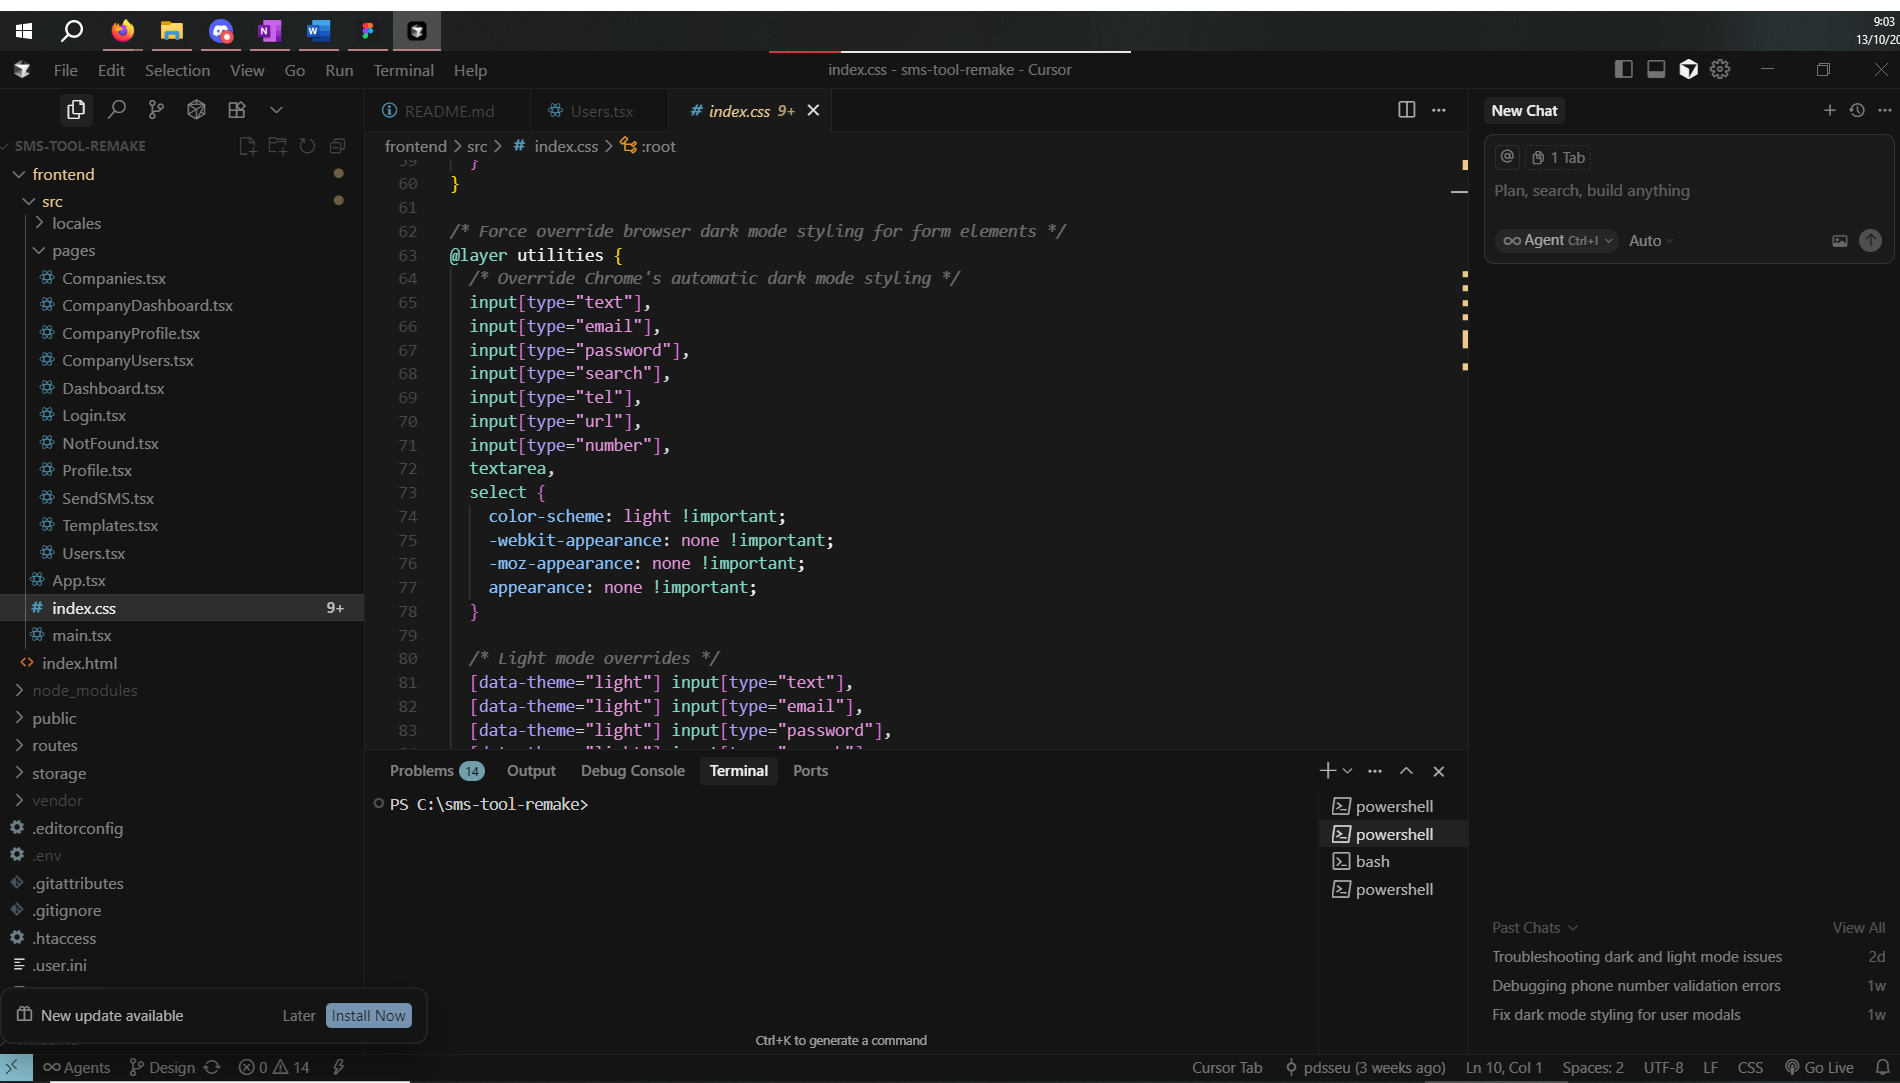 9:03
13/10/20
File Edit Selection View Go Run Terminal Help
index.css - sms-tool-remake - Cursor
README.md
Users.tsx
# index.css 9+
New Chat
SMS-TOOL-REMAKE
frontend > src > # index.css > :root
frontend
src
locales
pages
Companies.tsx
CompanyDashboard.tsx
CompanyProfile.tsx
CompanyUsers.tsx
Dashboard.tsx
Login.tsx
NotFound.tsx
Profile.tsx
SendSMS.tsx
Templates.tsx
Users.tsx
App.tsx
# index.css 9+
main.tsx
index.html
node_modules
public
routes
storage
vendor
.editorconfig
.env
.gitattributes
.gitignore
.htaccess
.user.ini
59 }
60 }
61
62 /* Force override browser dark mode styling for form elements */
63 @layer utilities {
64 /* Override Chrome's automatic dark mode styling */
65 input[type="text"],
66 input[type="email"],
67 input[type="password"],
68 input[type="search"],
69 input[type="tel"],
70 input[type="url"],
71 input[type="number"],
72 textarea,
73 select {
74 color-scheme: light !important;
75 -webkit-appearance: none !important;
76 -moz-appearance: none !important;
77 appearance: none !important;
78 }
79
80 /* Light mode overrides */
81 [data-theme="light"] input[type="text"],
82 [data-theme="light"] input[type="email"],
83 [data-theme="light"] input[type="password"],
Problems 14 Output Debug Console Terminal Ports
PS C:\sms-tool-remake>
powershell
powershell
bash
powershell
Ctrl+K to generate a command
@ 1 Tab
Plan, search, build anything
Agent Ctrl+I Auto
Past Chats View All
Troubleshooting dark and light mode issues 2d
Debugging phone number validation errors 1w
Fix dark mode styling for user modals 1w
New update available Later Install Now
Agents Design 0 14
Cursor Tab pdsseu (3 weeks ago) Ln 10, Col 1 Spaces: 2 UTF-8 LF CSS Go Live